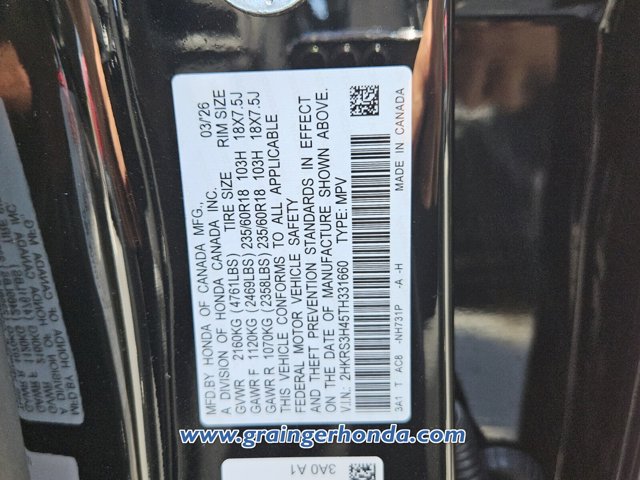 MFD.BY HONDA OF CANADA MFG., 03/26
A DIVISION OF HONDA CANADA INC.
TIRE SIZE RIM SIZE
GVWR 2160KG (4761LBS)
GAWR F 1120KG (2469LBS) 235/60R18 103H 18X7.5J
GAWR R 1070KG (2358LBS) 235/60R18 103H 18X7.5J
THIS VEHICLE CONFORMS TO ALL APPLICABLE
FEDERAL MOTOR VEHICLE SAFETY
AND THEFT PREVENTION STANDARDS IN EFFECT
ON THE DATE OF MANUFACTURE SHOWN ABOVE.
V.I.N.: 2HKRS3H45TH331660 TYPE: MPV
3A1 T AC8 -NH731P -A -H MADE IN CANADA
3A0 A1
www.graingerhonda.com